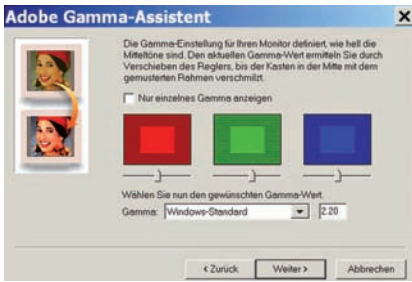 Adobe Gamma-Assistent
Die Gamma-Einstellung für Ihren Monitor definiert, wie hell die
Mitteltöne sind. Den aktuellen Gamma-Wert ermitteln Sie durch
Verschieben des Reglers, bis der Kasten in der Mitte mit dem
gemusterten Rahmen verschmilzt.
Nur einzelnes Gamma anzeigen
Wählen Sie nun den gewünschten Gamma-Wert.
Gamma: Windows-Standard 2.20
< Zurück Weiter > Abbrechen